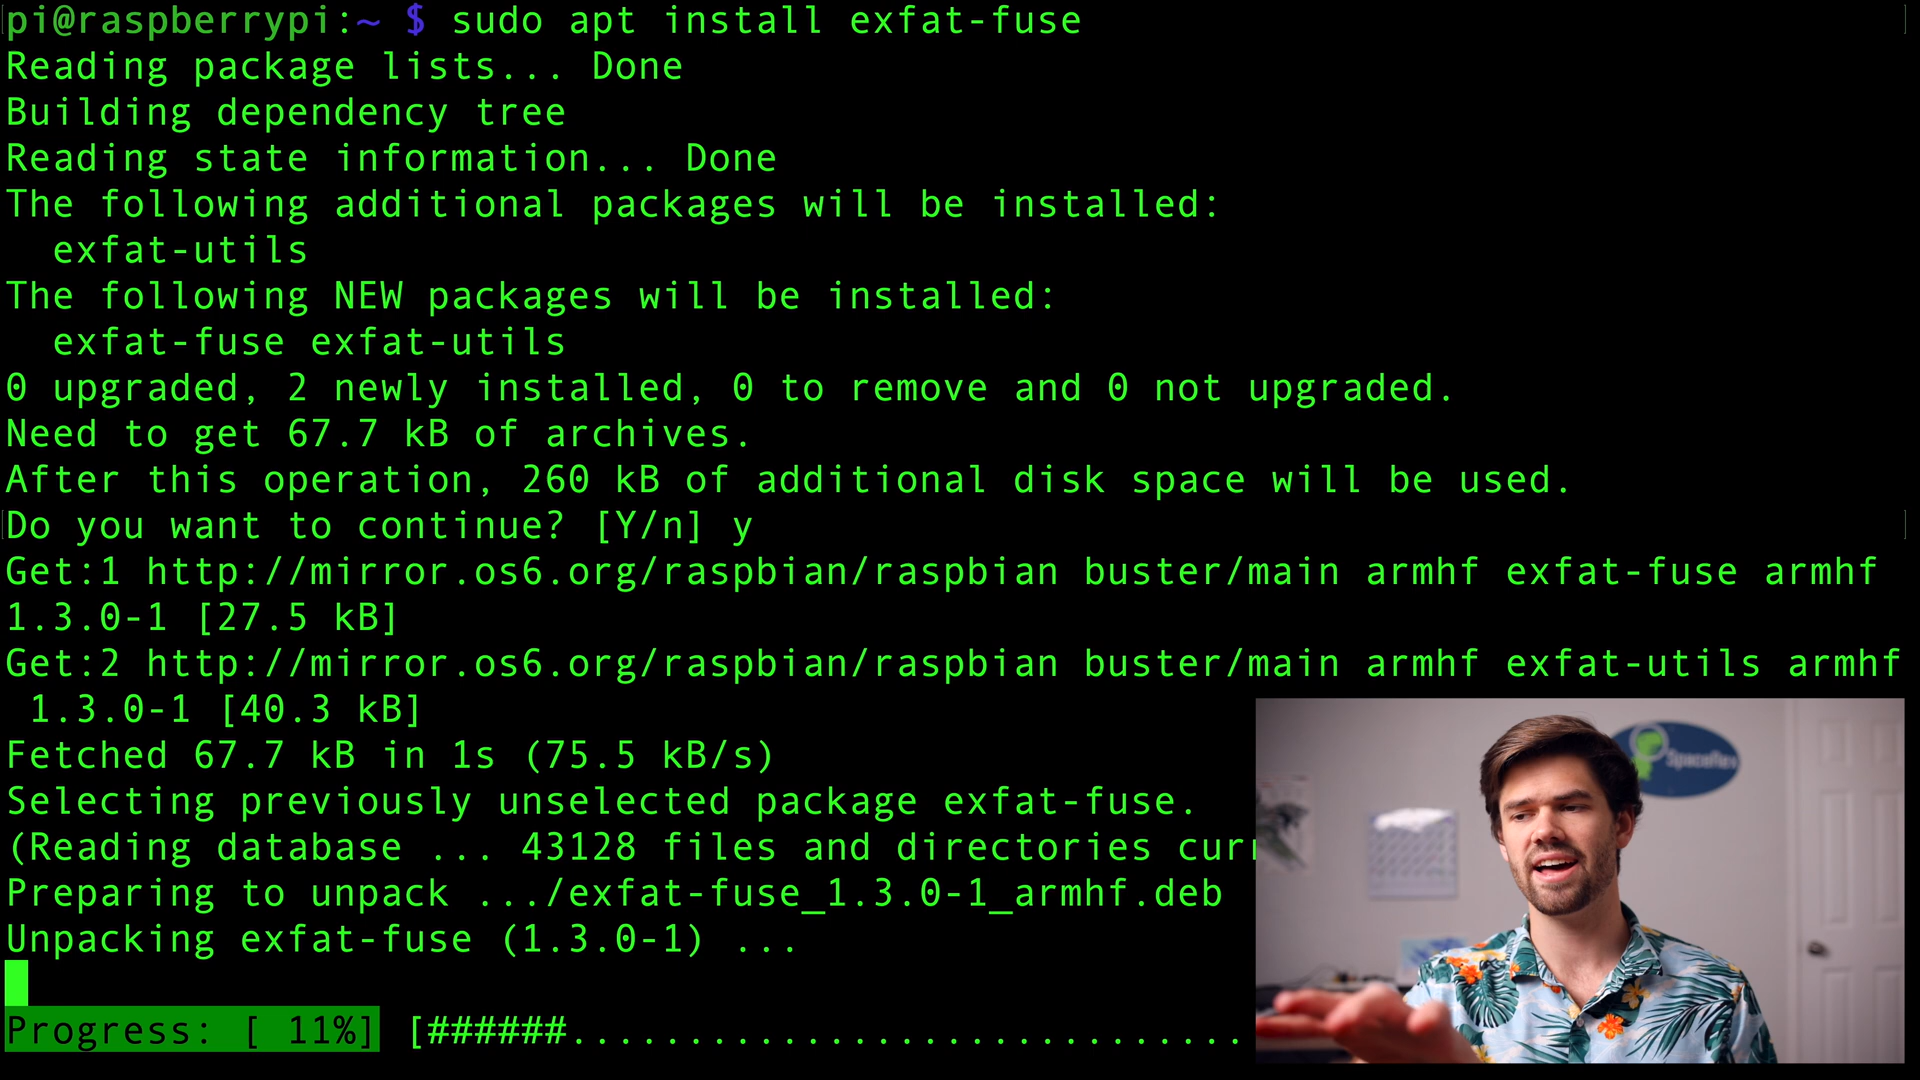 pi@raspberrypi:~ $ sudo apt install exfat-fuse
Reading package lists... Done
Building dependency tree
Reading state information... Done
The following additional packages will be installed:
  exfat-utils
The following NEW packages will be installed:
  exfat-fuse exfat-utils
0 upgraded, 2 newly installed, 0 to remove and 0 not upgraded.
Need to get 67.7 kB of archives.
After this operation, 260 kB of additional disk space will be used.
Do you want to continue? [Y/n] y
Get:1 http://mirror.os6.org/raspbian/raspbian buster/main armhf exfat-fuse armhf
1.3.0-1 [27.5 kB]
Get:2 http://mirror.os6.org/raspbian/raspbian buster/main armhf exfat-utils armhf
 1.3.0-1 [40.3 kB]
Fetched 67.7 kB in 1s (75.5 kB/s)
Selecting previously unselected package exfat-fuse.
(Reading database ... 43128 files and directories
Preparing to unpack .../exfat-fuse_1.3.0-1_armhf.deb
Unpacking exfat-fuse (1.3.0-1) ...
Progress: [ 11%] [######.............................
SpaceRex